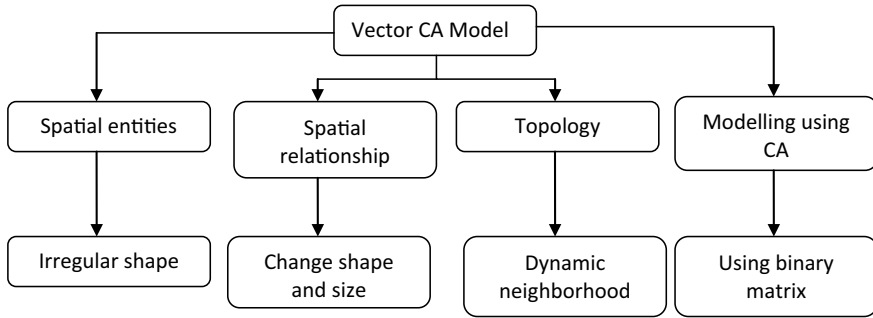 Vector CA Model
Spatial entities
Spatial
relationship
Topology
Modelling using
CA
Irregular shape
Change shape
and size
Dynamic
neighborhood
Using binary
matrix